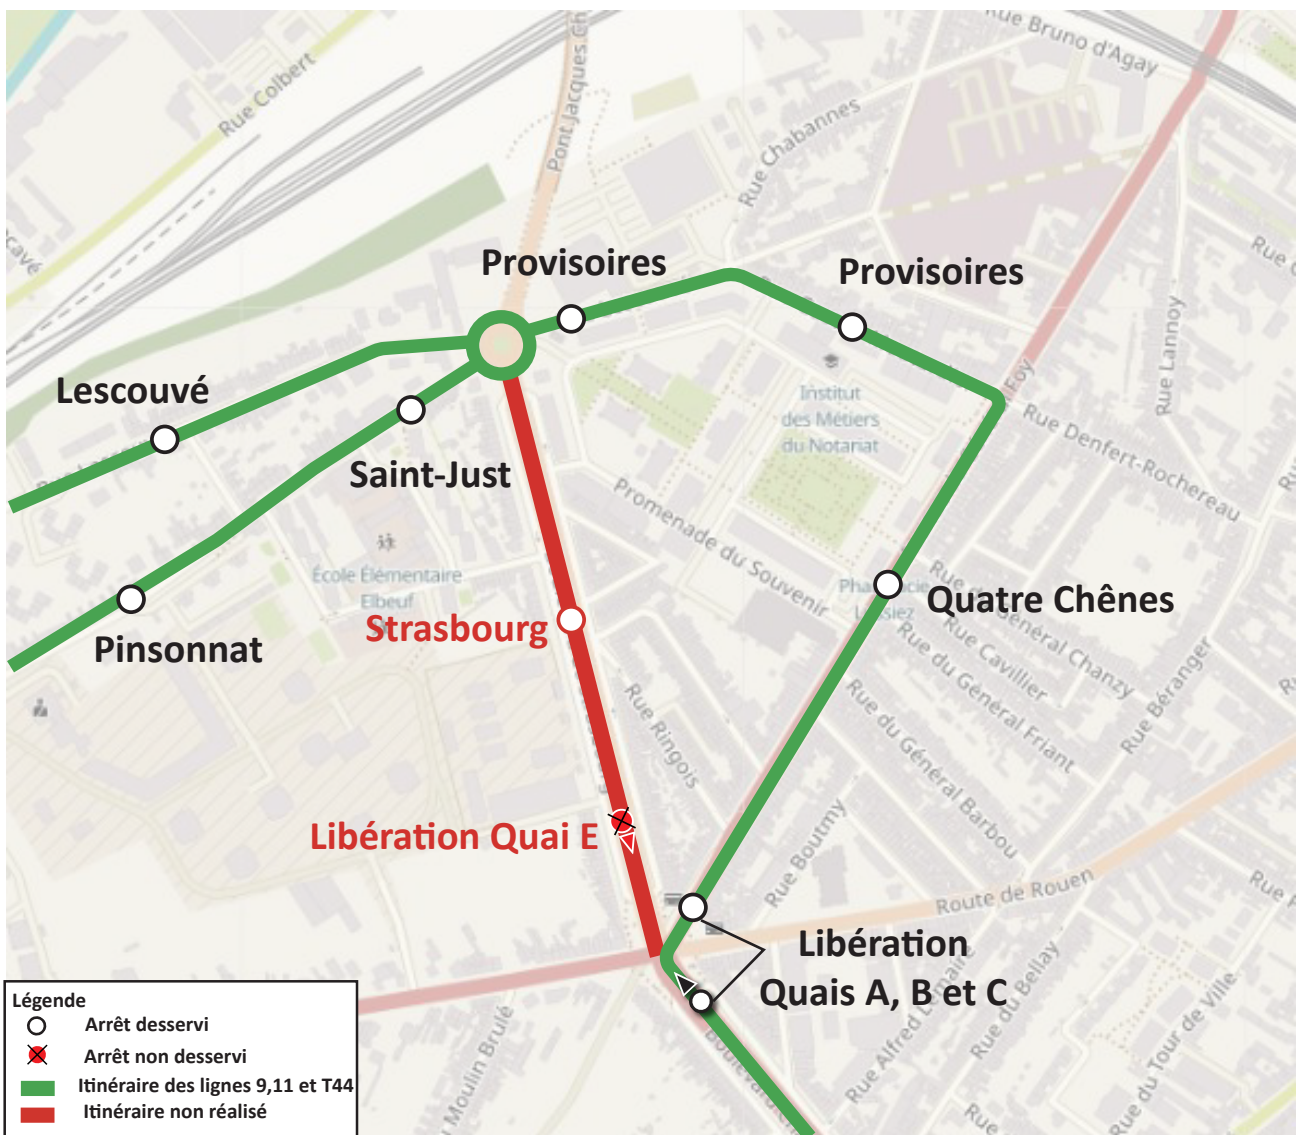 Rue Bruno d'Agay
Rue Colbert
Pont Jacques Ch
Rue Chabannes
Provisoires
Provisoires
Rue Lannoy
Lescouvé
Institut
des Métiers
du Notariat
Foy
Rue Denfert-Rochereau
Saint-Just
Promenade du Souvenir
École Élémentaire
Elbeuf
Quatre Chênes
Rue du Général Chanzy
Rue Cavillier
Rue du Général Friant
Strasbourg
Pinsonnat
Rue Ringois
Rue du Général Barbou
Rue Béranger
Libération Quai E
Rue Boutmy
Route de Rouen
Libération
Quais A, B et C
Rue Alfred Lemaire
Rue du Bellay
Rue du Tour de Ville
Moulin Brulé
Légende
Arrêt desservi
Arrêt non desservi
Itinéraire des lignes 9,11 et T44
Itinéraire non réalisé